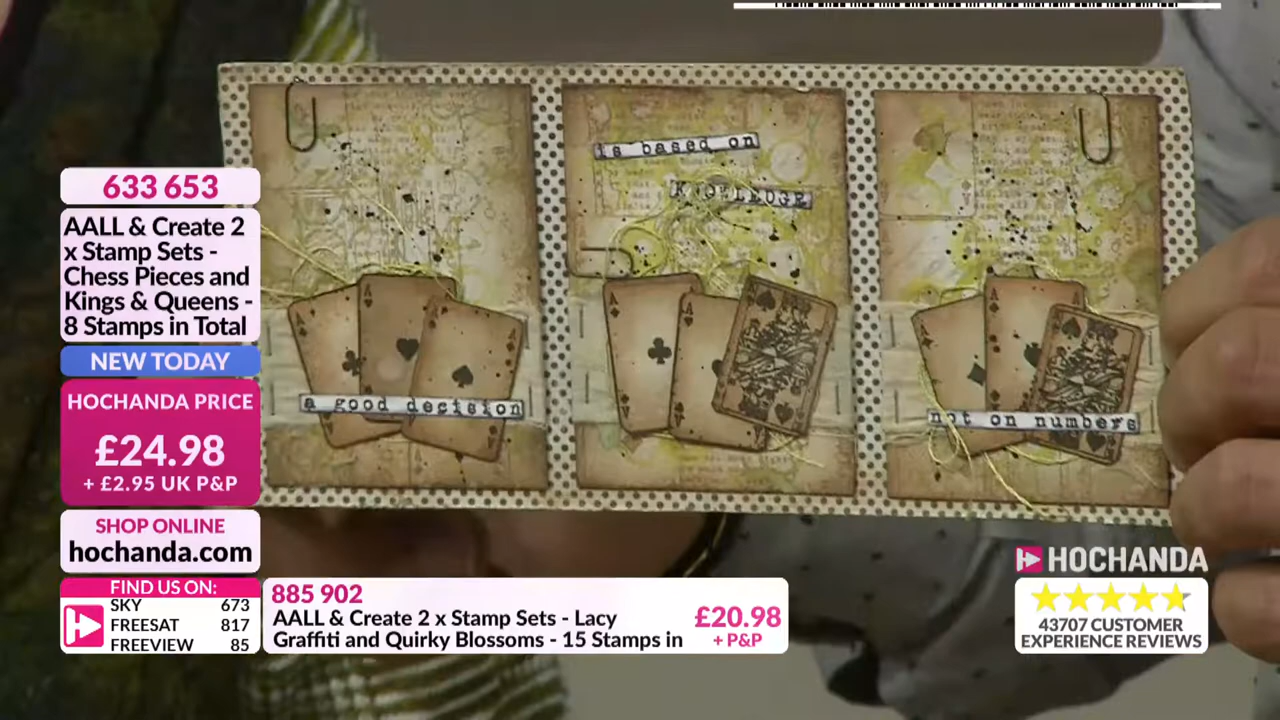 is based on
KNOWLEDGE
a good decision
not on numbers
633 653
AALL & Create 2
x Stamp Sets -
Chess Pieces and
Kings & Queens -
8 Stamps in Total
NEW TODAY
HOCHANDA PRICE
£24.98
+ £2.95 UK P&P
SHOP ONLINE
hochanda.com
FIND US ON:
SKY 673
FREESAT 817
FREEVIEW 85
885 902
AALL & Create 2 x Stamp Sets - Lacy
Graffiti and Quirky Blossoms - 15 Stamps in
£20.98
+ P&P
HOCHANDA
43707 CUSTOMER
EXPERIENCE REVIEWS